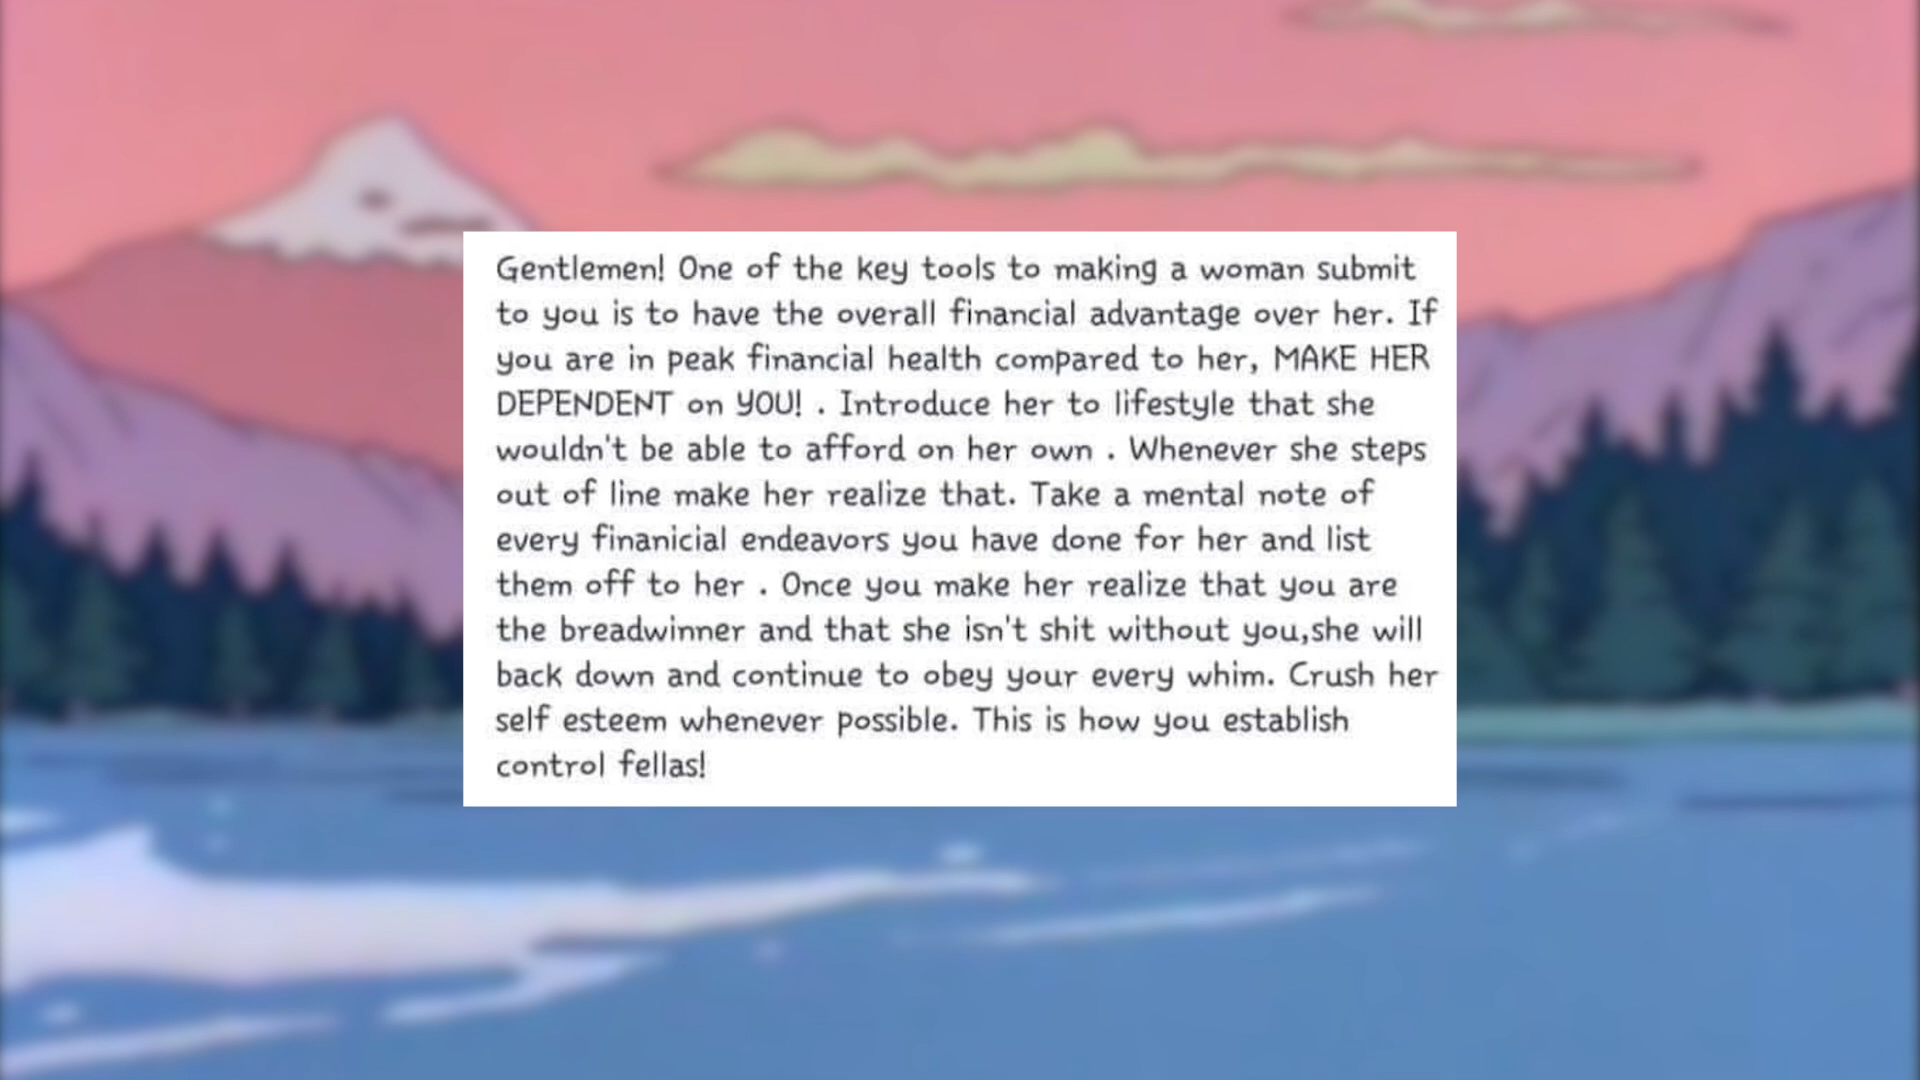 Gentlemen! One of the key tools to making a woman submit
to you is to have the overall financial advantage over her. If
you are in peak financial health compared to her, MAKE HER
DEPENDENT on YOU! . Introduce her to lifestyle that she
wouldn't be able to afford on her own . Whenever she steps
out of line make her realize that. Take a mental note of
every finanicial endeavors you have done for her and list
them off to her . Once you make her realize that you are
the breadwinner and that she isn't shit without you,she will
back down and continue to obey your every whim. Crush her
self esteem whenever possible. This is how you establish
control fellas!